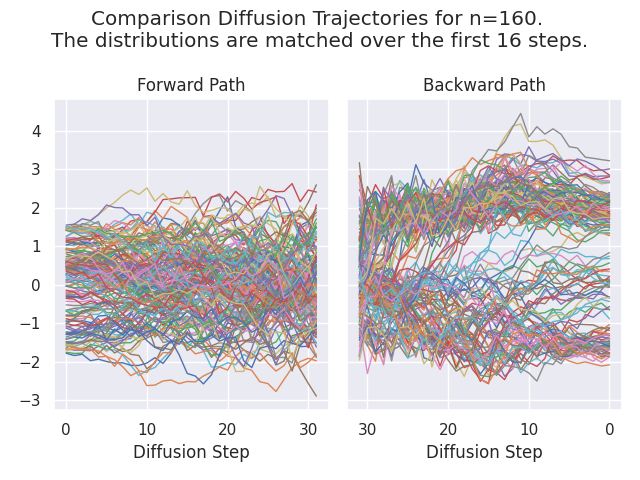 Comparison Diffusion Trajectories for n=160.
The distributions are matched over the first 16 steps.
Forward Path
Backward Path
4
3
2
1
0
−1
−2
−3
0 10 20 30
30 20 10 0
Diffusion Step
Diffusion Step